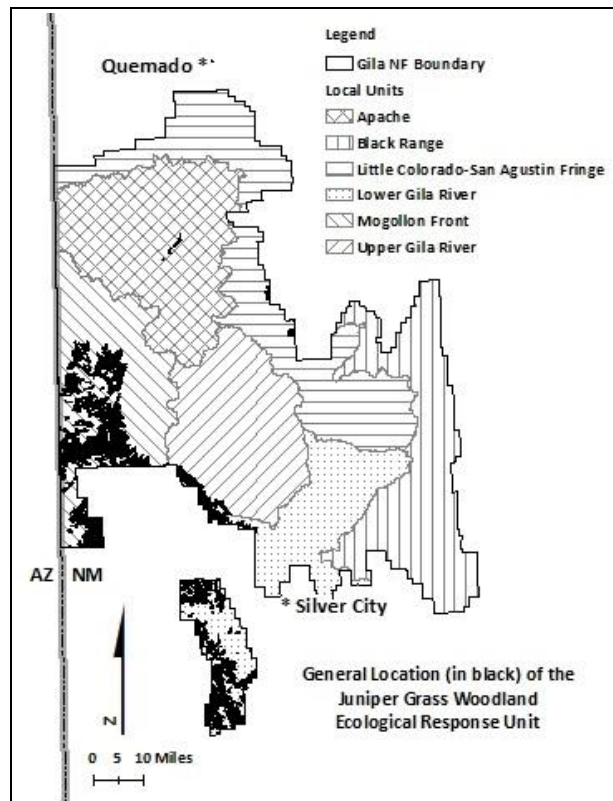 Quemado *
Legend
Gila NF Boundary
Local Units
Apache
Black Range
Little Colorado-San Agustin Fringe
Lower Gila River
Mogollon Front
Upper Gila River
AZ NM
* Silver City
N
0 5 10 Miles
General Location (in black) of the
Juniper Grass Woodland
Ecological Response Unit